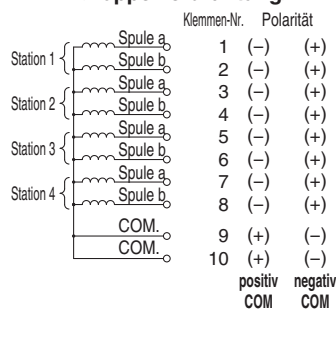 Klemmen-Nr. Polarität
Station 1 Spule a 1 (–) (+)
Spule b 2 (–) (+)
Station 2 Spule a 3 (–) (+)
Spule b 4 (–) (+)
Station 3 Spule a 5 (–) (+)
Spule b 6 (–) (+)
Station 4 Spule a 7 (–) (+)
Spule b 8 (–) (+)
COM. 9 (+) (–)
COM. 10 (+) (–)
positiv negativ
COM COM